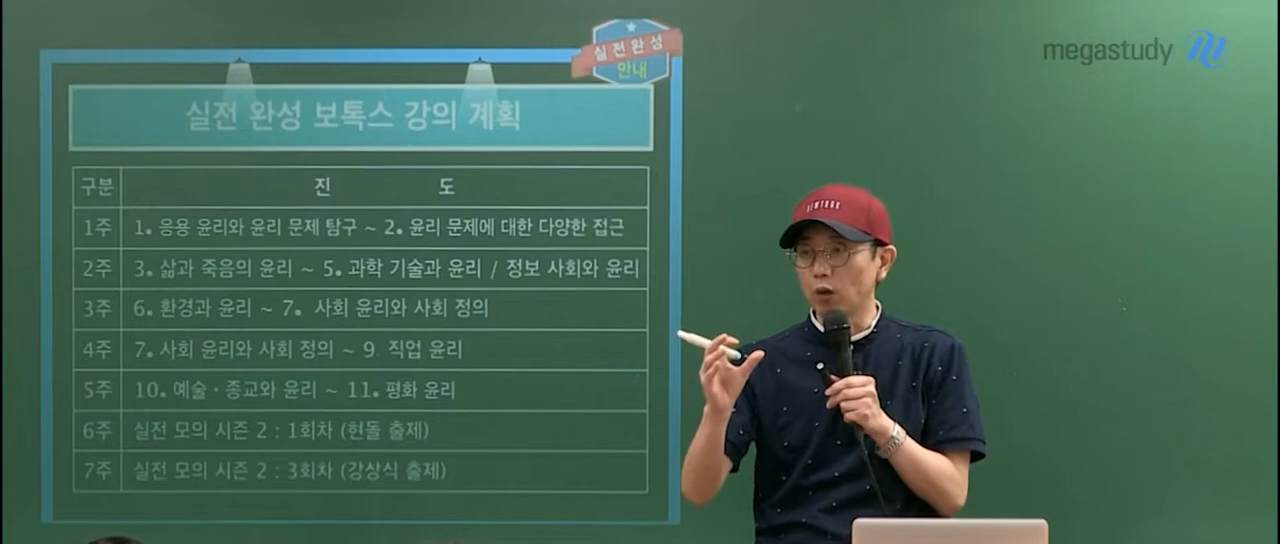 megastudy
실전완성
안내
실전 완성 보톡스 강의 계획
구분 진 도
1주 1. 응용 윤리와 윤리 문제 탐구 ~ 2. 윤리 문제에 대한 다양한 접근
2주 3. 삶과 죽음의 윤리 ~ 5. 과학 기술과 윤리 / 정보 사회와 윤리
3주 6. 환경과 윤리 ~ 7. 사회 윤리와 사회 정의
4주 7. 사회 윤리와 사회 정의 ~ 9. 직업 윤리
5주 10. 예술·종교와 윤리 ~ 11. 평화 윤리
6주 실전 모의 시즌 2 : 1회차 (현돌 출제)
7주 실전 모의 시즌 2 : 3회차 (강상식 출제)